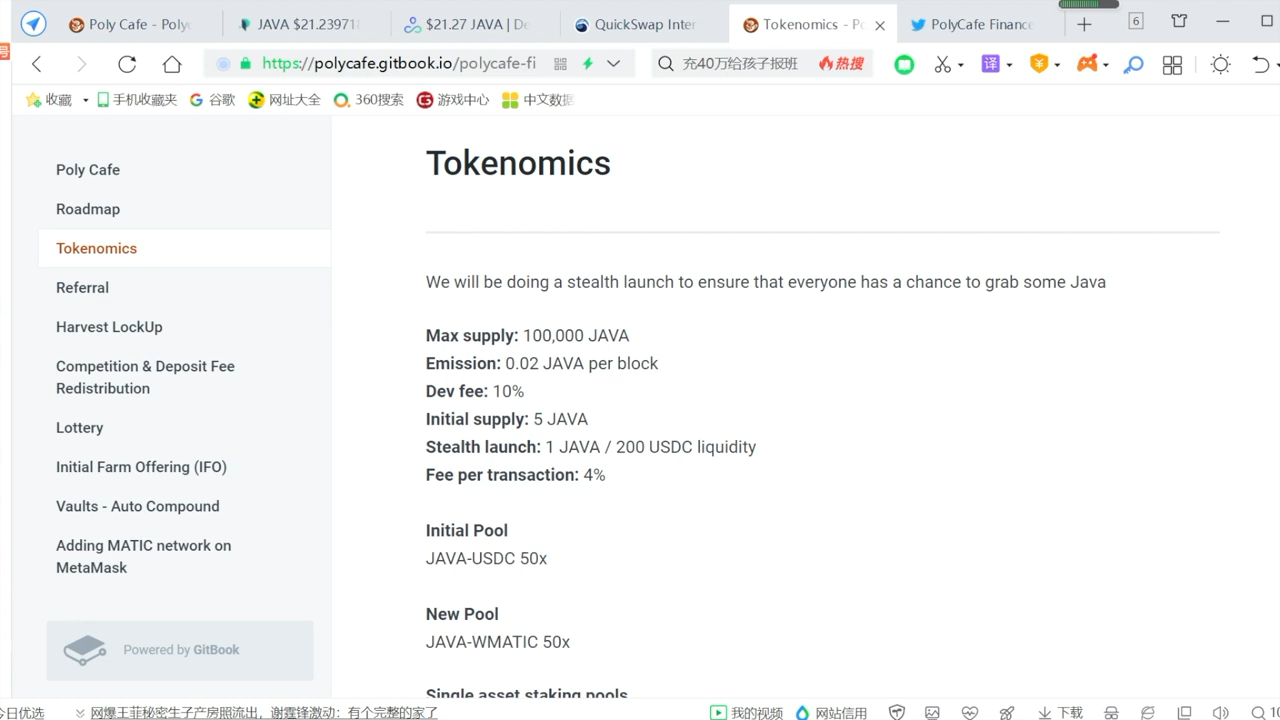 Poly Cafe - Poly
JAVA $21.23971
$21.27 JAVA | De
QuickSwap Inter
Tokenomics - Po
PolyCafe Finance
6
https://polycafe.gitbook.io/polycafe-fi
充40万给孩子报班
热搜
译
收藏
手机收藏夹
谷歌
网址大全
360搜索
游戏中心
中文数据
Poly Cafe
Roadmap
Tokenomics
Referral
Harvest LockUp
Competition & Deposit Fee
Redistribution
Lottery
Initial Farm Offering (IFO)
Vaults - Auto Compound
Adding MATIC network on
MetaMask
Powered by GitBook
Tokenomics
We will be doing a stealth launch to ensure that everyone has a chance to grab some Java
Max supply: 100,000 JAVA
Emission: 0.02 JAVA per block
Dev fee: 10%
Initial supply: 5 JAVA
Stealth launch: 1 JAVA / 200 USDC liquidity
Fee per transaction: 4%
Initial Pool
JAVA-USDC 50x
New Pool
JAVA-WMATIC 50x
Single asset staking pools
今日优选
网爆王菲秘密生子产房照流出，谢霆锋激动：有个完整的家了
我的视频
网站信用
下载